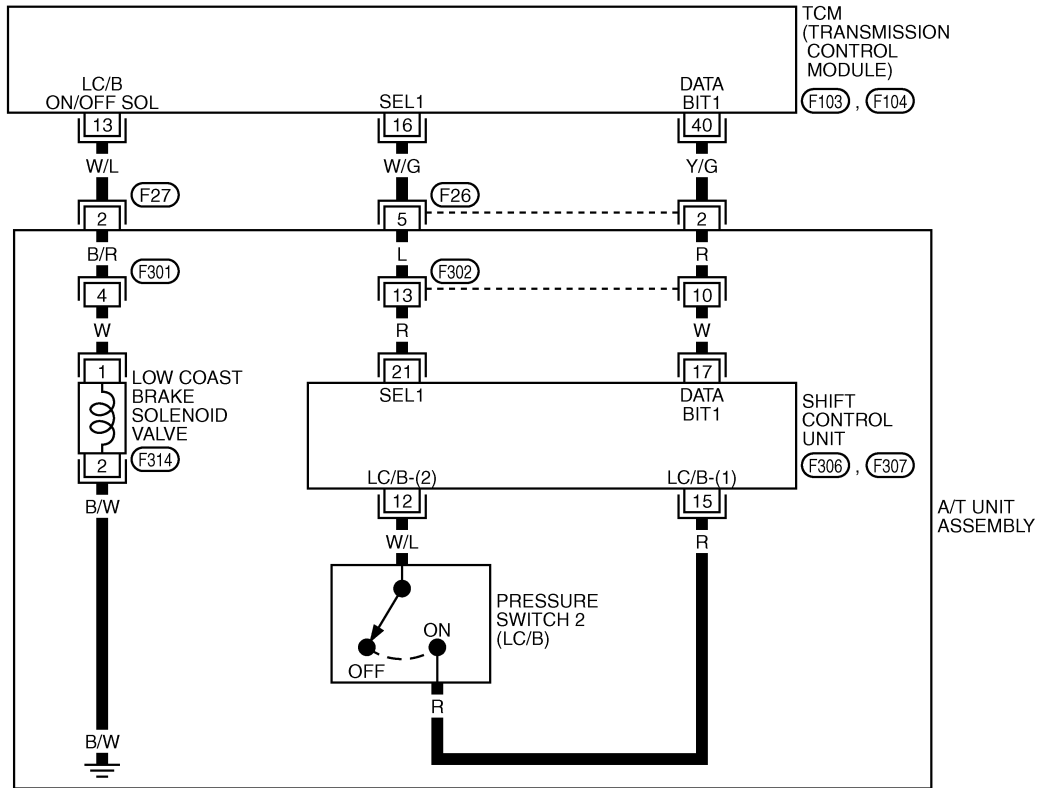 TCM
(TRANSMISSION
CONTROL
MODULE)
F103 , F104
LC/B
ON/OFF SOL
SEL1
DATA
BIT1
13
16
40
W/L
W/G
Y/G
F27
F26
2
5
2
B/R
L
R
F301
F302
4
13
10
W
R
W
1
21
17
LOW COAST
BRAKE
SOLENOID
VALVE
F314
2
SEL1
DATA
BIT1
SHIFT
CONTROL
UNIT
F306 , F307
LC/B-(2)
LC/B-(1)
12
15
B/W
W/L
R
A/T UNIT
ASSEMBLY
PRESSURE
SWITCH 2
(LC/B)
ON
OFF
R
B/W